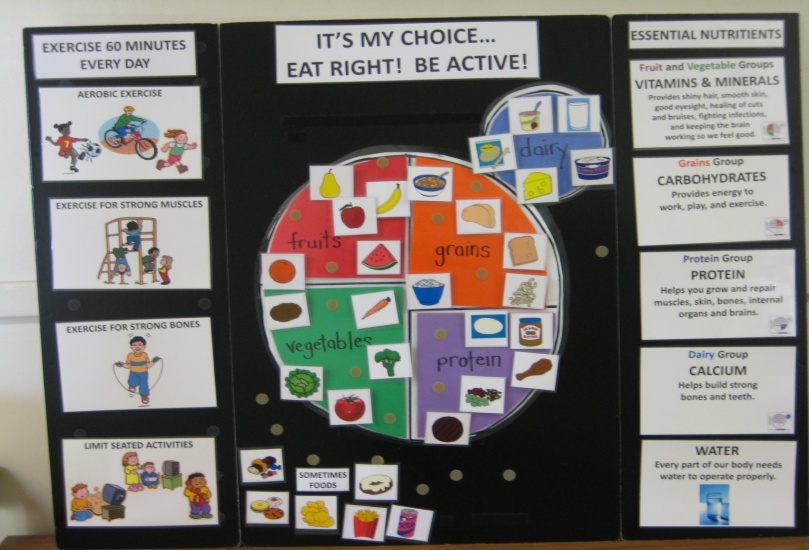 EXERCISE 60 MINUTES
EVERY DAY
AEROBIC EXERCISE
EXERCISE FOR STRONG MUSCLES
EXERCISE FOR STRONG BONES
LIMIT SEATED ACTIVITIES
IT'S MY CHOICE...
EAT RIGHT! BE ACTIVE!
dairy
fruits
grains
vegetables
protein
SOMETIMES
FOODS
ESSENTIAL NUTRITIENTS
Fruit and Vegetable Groups
VITAMINS & MINERALS
Provides shiny hair, smooth skin,
good eyesight, healing of cuts
and bruises, fighting infections,
and keeping the brain
working so we feel good.
Grains Group
CARBOHYDRATES
Provides energy to
work, play, and exercise.
Protein Group
PROTEIN
Helps you grow and repair
muscles, skin, bones, internal
organs and brains.
Dairy Group
CALCIUM
Helps build strong
bones and teeth.
WATER
Every part of our body needs
water to operate properly.